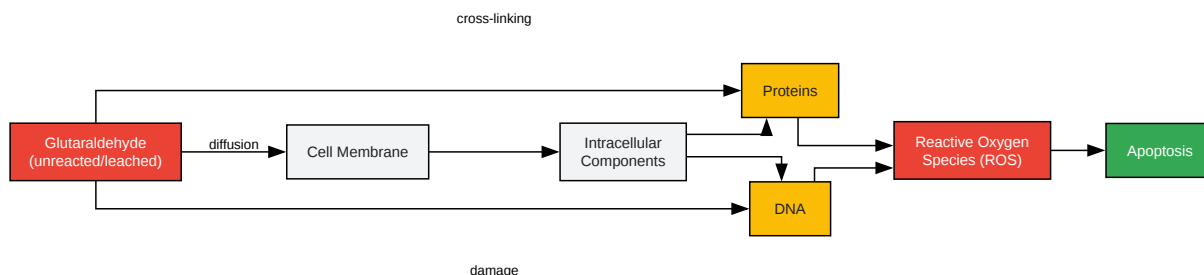 cross-linking
Proteins
Glutaraldehyde
(unreacted/leached)
diffusion
Cell Membrane
Intracellular
Components
Reactive Oxygen
Species (ROS)
Apoptosis
DNA
damage